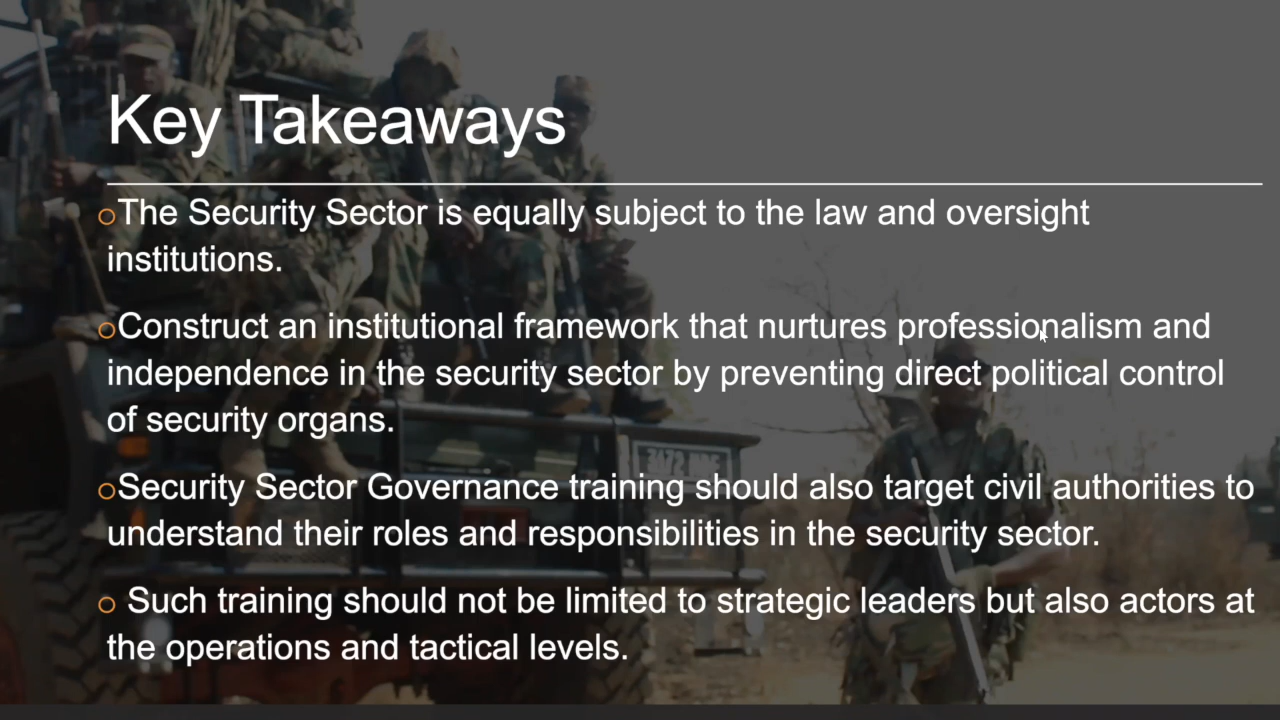 Key Takeaways
oThe Security Sector is equally subject to the law and oversight
institutions.
oConstruct an institutional framework that nurtures professionalism and
independence in the security sector by preventing direct political control
of security organs.
oSecurity Sector Governance training should also target civil authorities to
understand their roles and responsibilities in the security sector.
o Such training should not be limited to strategic leaders but also actors at
the operations and tactical levels.